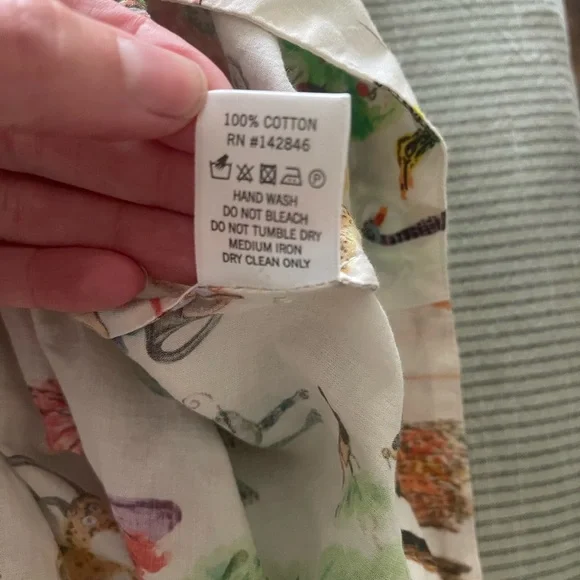 100% COTTON
RN #142846
P
HAND WASH
DO NOT BLEACH
DO NOT TUMBLE DRY
MEDIUM IRON
DRY CLEAN ONLY